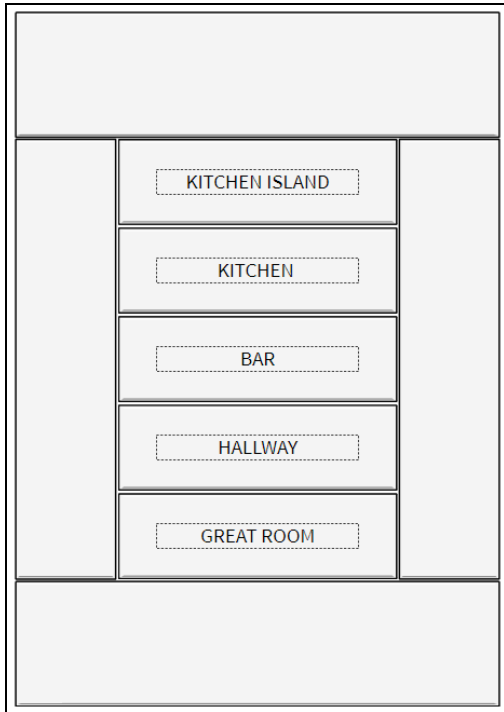 KITCHEN ISLAND
KITCHEN
BAR
HALLWAY
GREAT ROOM